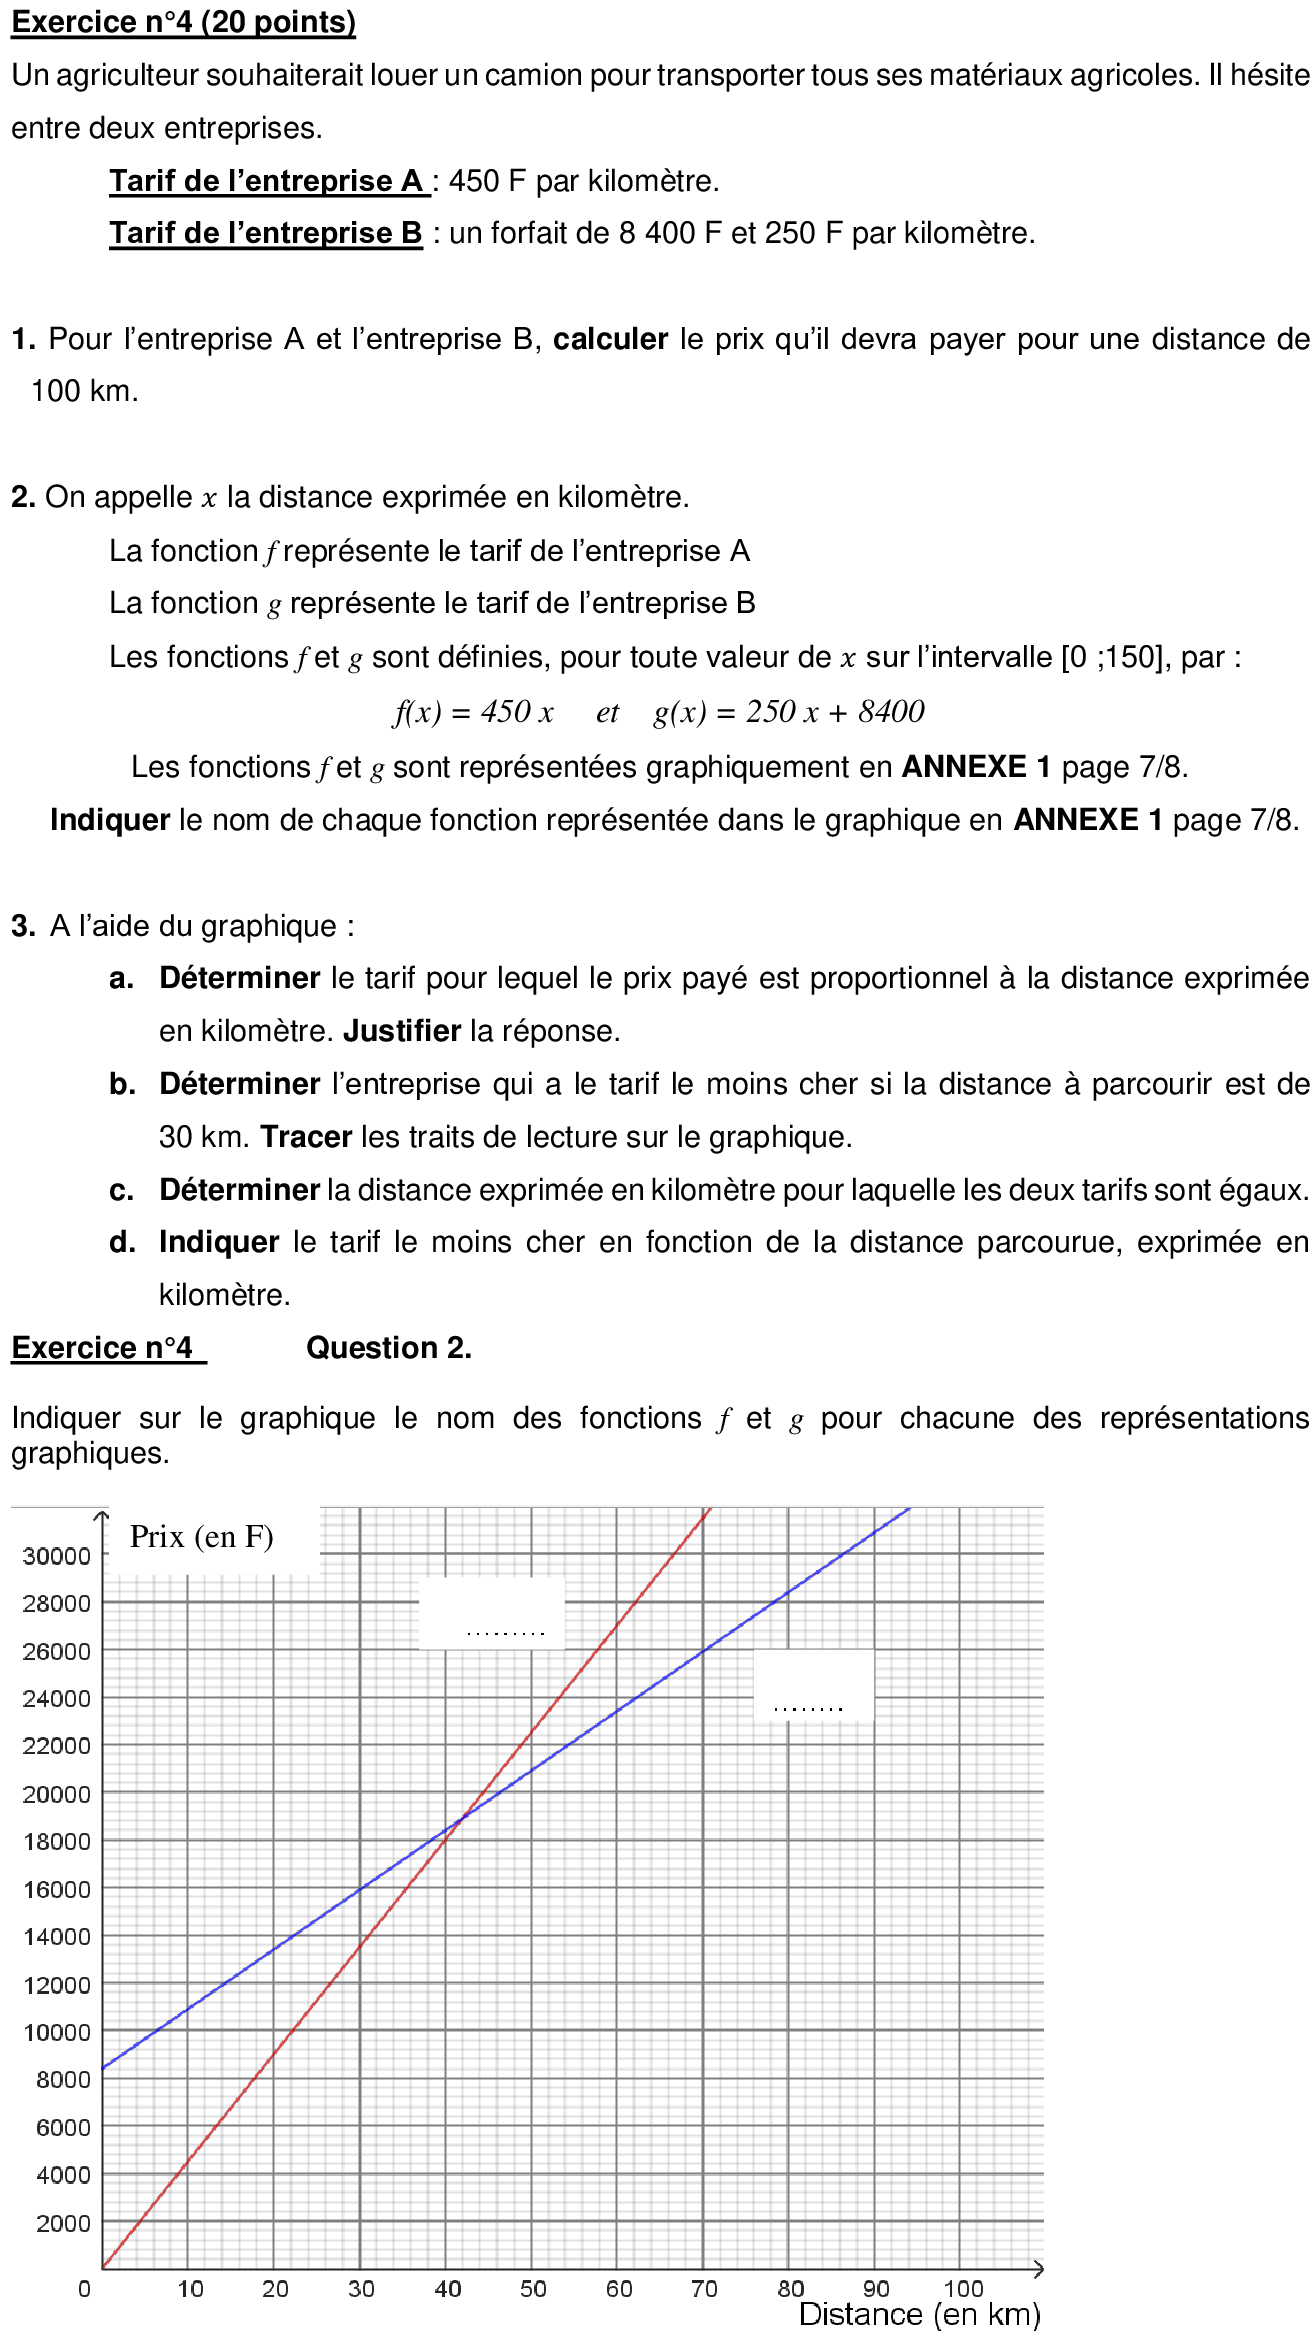 Exercice n°4 (20 points)
Un agriculteur souhaiterait louer un camion pour transporter tous ses matériaux agricoles. Il hésite
entre deux entreprises.
Tarif de l’entreprise A : 450 F par kilomètre.
Tarif de l’entreprise B : un forfait de 8 400 F et 250 F par kilomètre.
1. Pour l’entreprise A et l’entreprise B, calculer le prix qu’il devra payer pour une distance de
100 km.
2. On appelle x la distance exprimée en kilomètre.
La fonction f représente le tarif de l’entreprise A
La fonction g représente le tarif de l’entreprise B
Les fonctions f et g sont définies, pour toute valeur de x sur l’intervalle [0 ;150], par :
f(x) = 450 x et g(x) = 250 x + 8400
Les fonctions f et g sont représentées graphiquement en ANNEXE 1 page 7/8.
Indiquer le nom de chaque fonction représentée dans le graphique en ANNEXE 1 page 7/8.
3. A l’aide du graphique :
a. Déterminer le tarif pour lequel le prix payé est proportionnel à la distance exprimée
en kilomètre. Justifier la réponse.
b. Déterminer l’entreprise qui a le tarif le moins cher si la distance à parcourir est de
30 km. Tracer les traits de lecture sur le graphique.
c. Déterminer la distance exprimée en kilomètre pour laquelle les deux tarifs sont égaux.
d. Indiquer le tarif le moins cher en fonction de la distance parcourue, exprimée en
kilomètre.
Exercice n°4 Question 2.
Indiquer sur le graphique le nom des fonctions f et g pour chacune des représentations
graphiques.
Prix (en F)
30000
28000
.........
26000
24000
........
22000
20000
18000
16000
14000
12000
10000
8000
6000
4000
2000
0 10 20 30 40 50 60 70 80 90 100
Distance (en km)